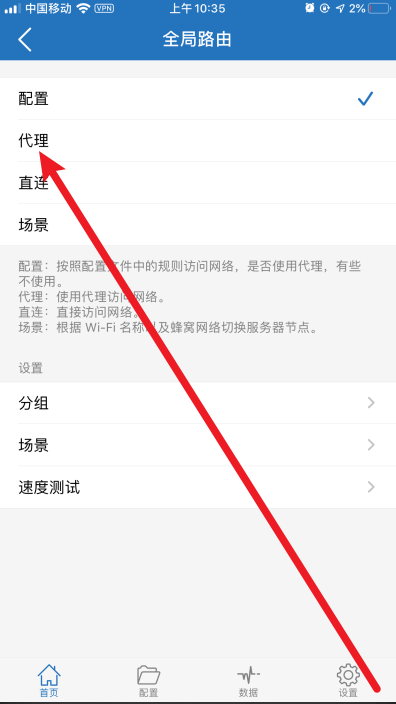 中国移动 VPN 上午10:35 2%
全局路由
配置
代理
直连
场景
配置：按照配置文件中的规则访问网络，是否使用代理，有些
不使用。
代理：使用代理访问网络。
直连：直接访问网络。
场景：根据 Wi-Fi 名称以及蜂窝网络切换服务器节点。
设置
分组
场景
速度测试
首页 配置 数据 设置